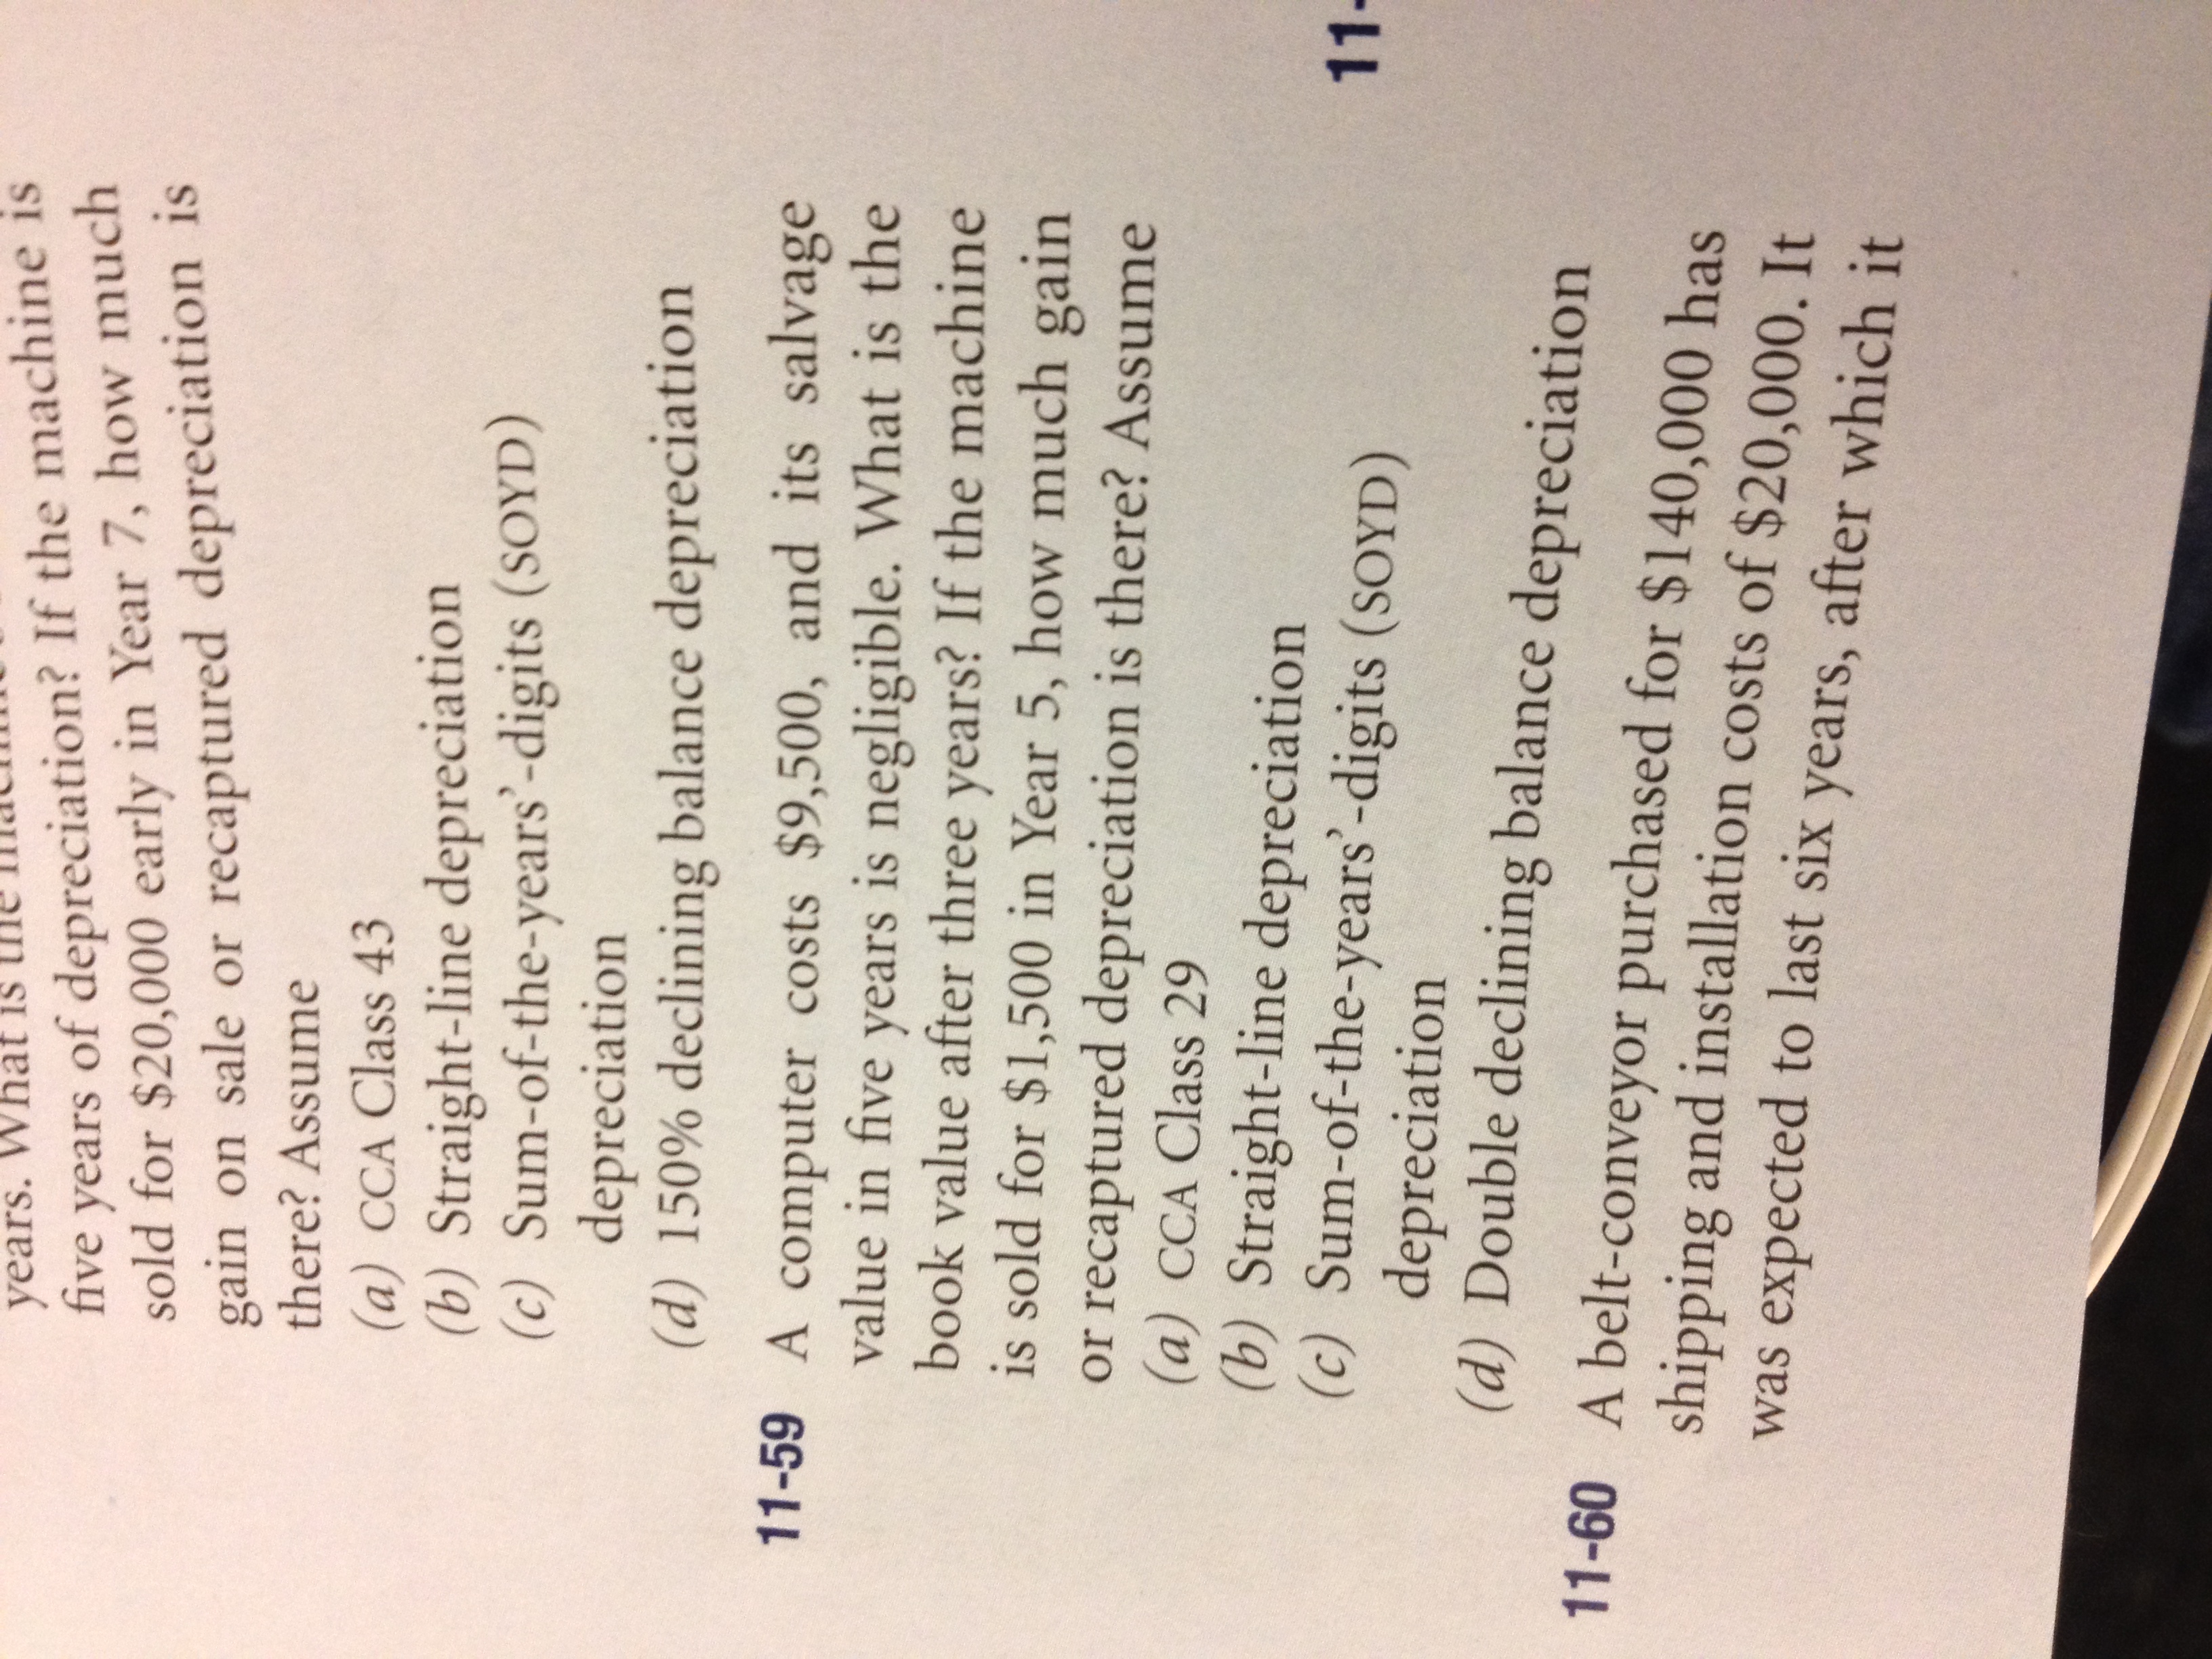 years. What is the
five years of depreciation? If the machine is
sold for $20,000 early in Year 7, how much
gain on sale or recaptured depreciation is
there? Assume
(a) CCA Class 43
(b) Straight-line depreciation
(c) Sum-of-the-years’-digits (SOYD)
depreciation
(d) 150% declining balance depreciation
11-59 A computer costs $9,500, and its salvage
value in five years is negligible. What is the
book value after three years? If the machine
is sold for $1,500 in Year 5, how much gain
or recaptured depreciation is there? Assume
(a) CCA Class 29
(b) Straight-line depreciation
(c) Sum-of-the-years’-digits (SOYD)
depreciation
(d) Double declining balance depreciation
11-60 A belt-conveyor purchased for $140,000 has
shipping and installation costs of $20,000. It
was expected to last six years, after which it
11-